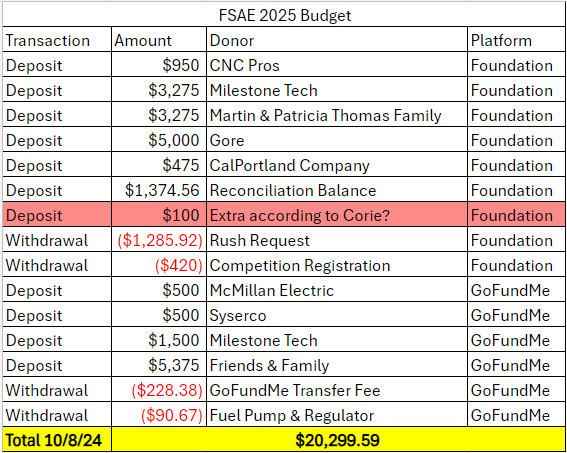 FSAE 2025 Budget
Transaction Amount Donor Platform
Deposit $950 CNC Pros Foundation
Deposit $3,275 Milestone Tech Foundation
Deposit $3,275 Martin & Patricia Thomas Family Foundation
Deposit $5,000 Gore Foundation
Deposit $475 CalPortland Company Foundation
Deposit $1,374.56 Reconciliation Balance Foundation
Deposit $100 Extra according to Corie? Foundation
Withdrawal ($1,285.92) Rush Request Foundation
Withdrawal ($420) Competition Registration Foundation
Deposit $500 McMillan Electric GoFundMe
Deposit $500 Syserco GoFundMe
Deposit $1,500 Milestone Tech GoFundMe
Deposit $5,375 Friends & Family GoFundMe
Withdrawal ($228.38) GoFundMe Transfer Fee GoFundMe
Withdrawal ($90.67) Fuel Pump & Regulator GoFundMe
Total 10/8/24 $20,299.59